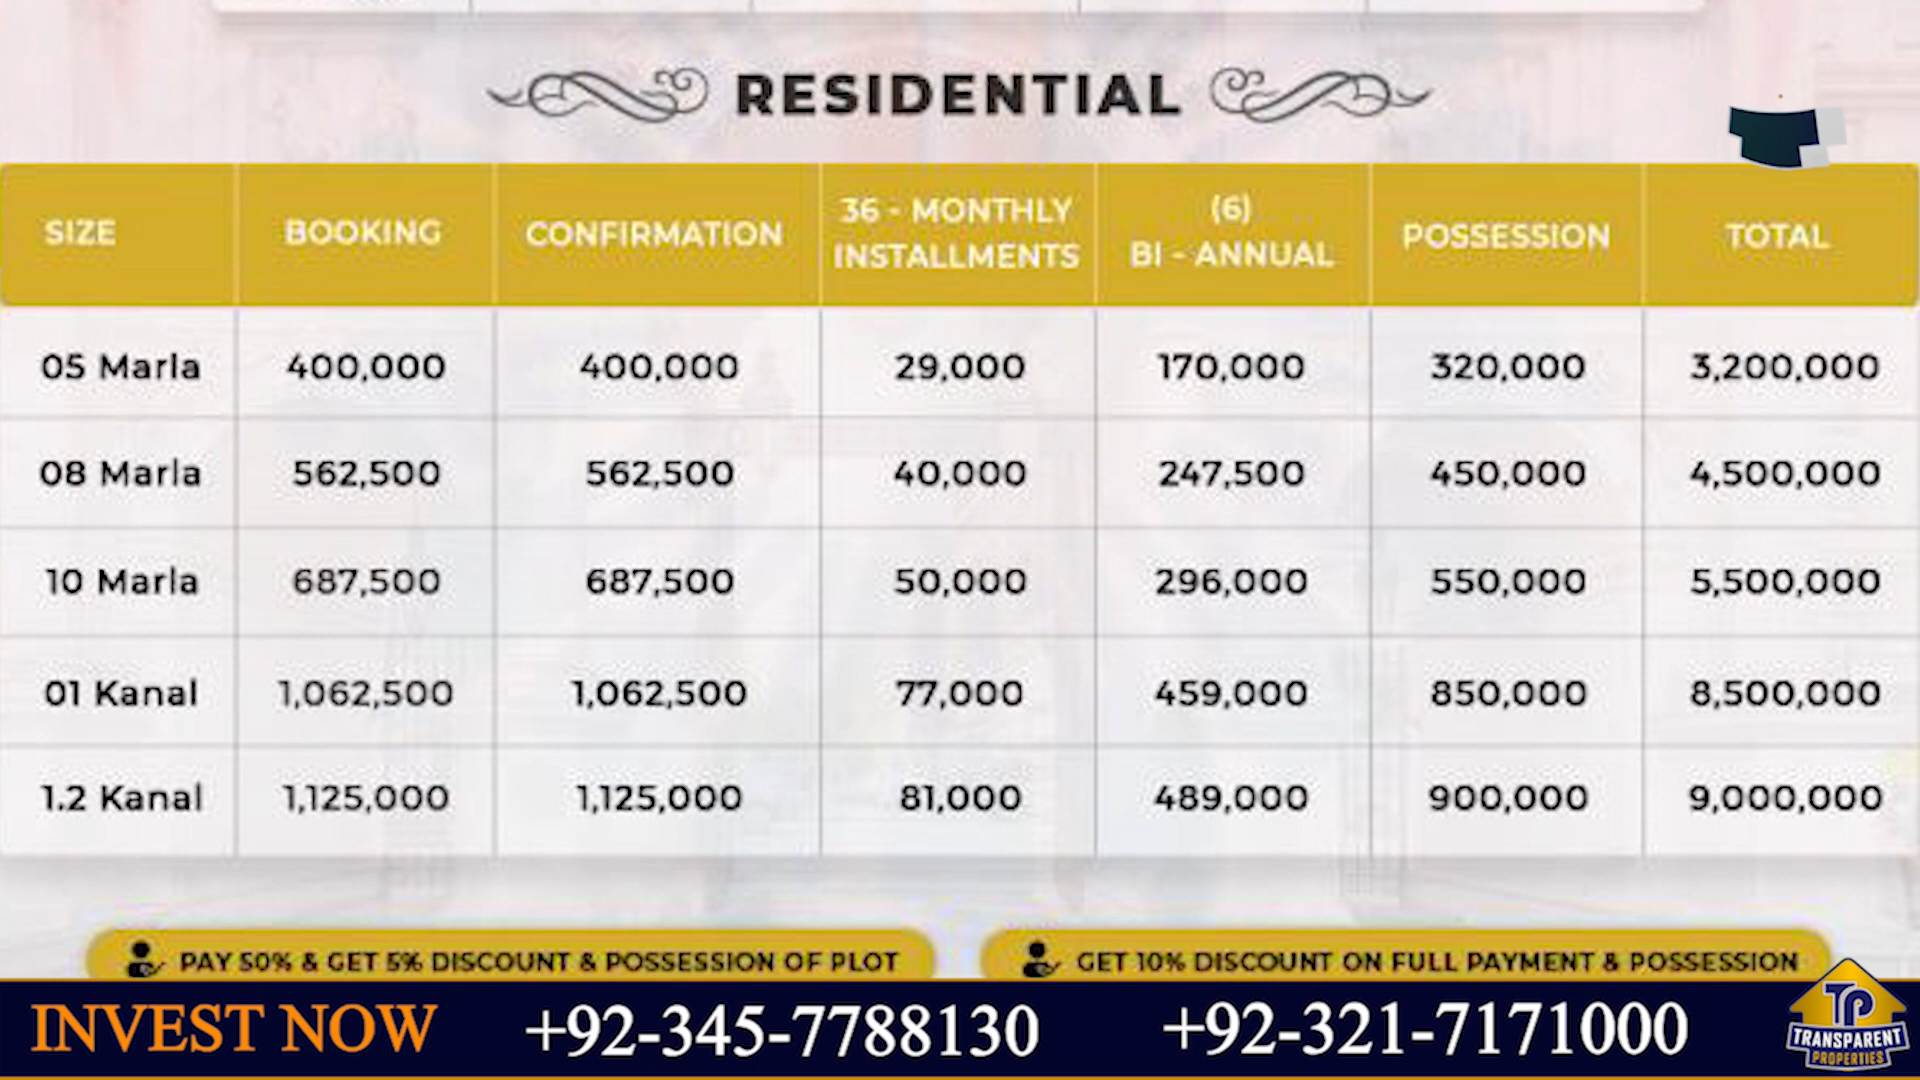 RESIDENTIAL
SIZE BOOKING CONFIRMATION 36 - MONTHLY INSTALLMENTS (6) BI - ANNUAL POSSESSION TOTAL
05 Marla 400,000 400,000 29,000 170,000 320,000 3,200,000
08 Marla 562,500 562,500 40,000 247,500 450,000 4,500,000
10 Marla 687,500 687,500 50,000 296,000 550,000 5,500,000
01 Kanal 1,062,500 1,062,500 77,000 459,000 850,000 8,500,000
1.2 Kanal 1,125,000 1,125,000 81,000 489,000 900,000 9,000,000
PAY 50% & GET 5% DISCOUNT & POSSESSION OF PLOT
GET 10% DISCOUNT ON FULL PAYMENT & POSSESSION
INVEST NOW +92-345-7788130 +92-321-7171000
TP
TRANSPARENT
PROPERTIES